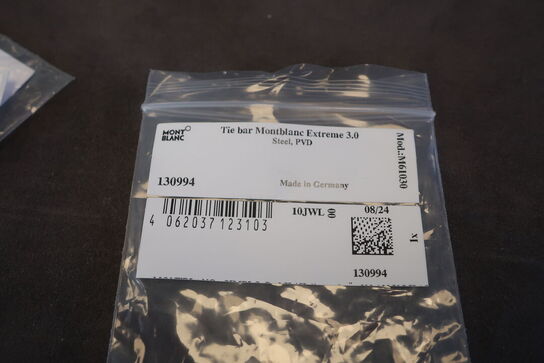 MONT
BLANC
Tie bar Montblanc Extreme 3.0
Steel, PVD
Mod.:M61030
130994
Made in Germany
10JWL 00
08/24
4 062037 123103
1x
130994